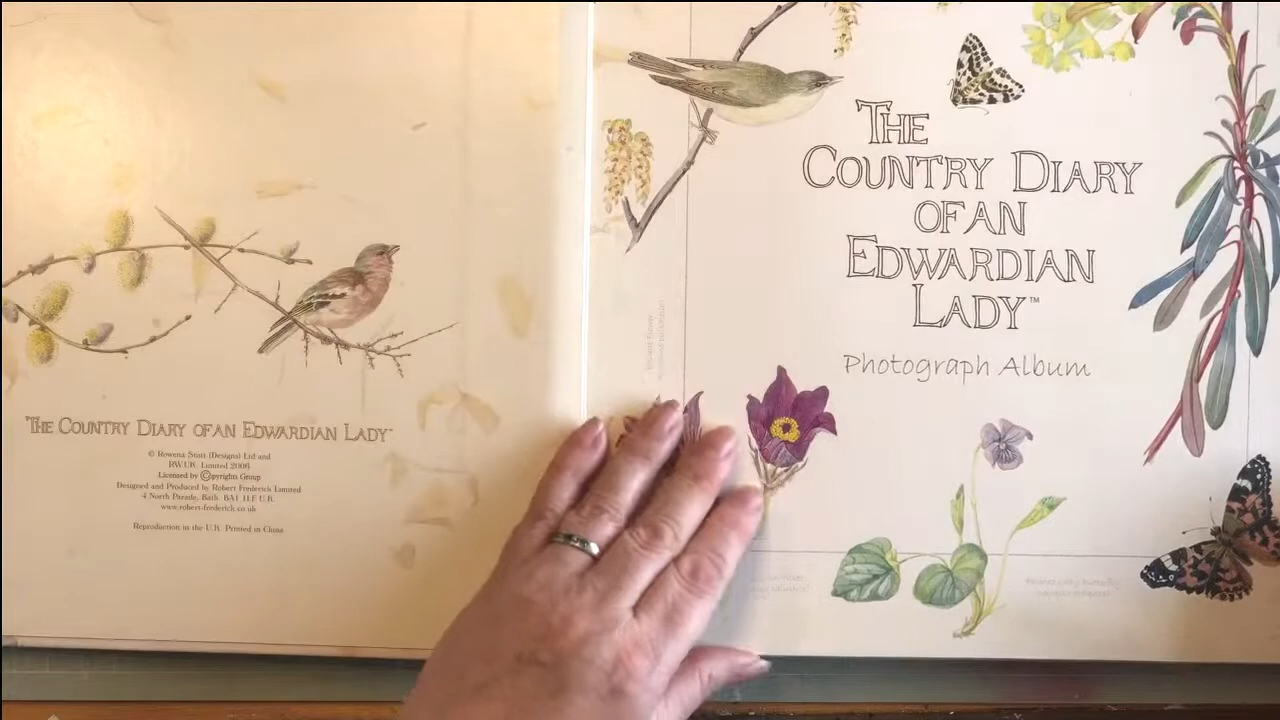 "THE COUNTRY DIARY OF AN EDWARDIAN LADY"
© Rowena Stott (Designs) Ltd and
R.W.U.K. Limited 2006
Licensed by Copyrights Group
Designed and Produced by Robert Frederick Limited
4 North Parade, Bath. BA1 1LF U.K.
www.robert-frederick.co.uk
Reproduction in the U.K. Printed in China
THE
COUNTRY DIARY
OF AN
EDWARDIAN
LADY™
Photograph Album